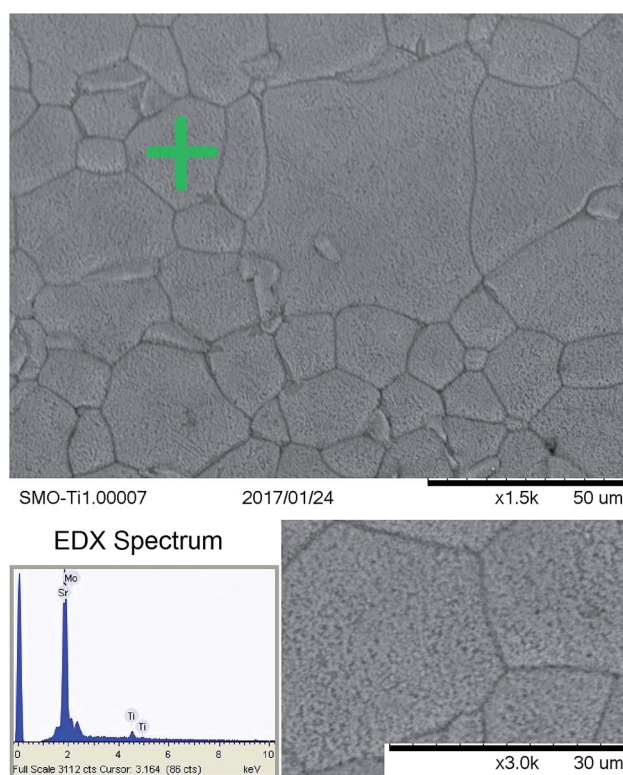 SMO-Ti1.00007 2017/01/24 x1.5k 50 um
EDX Spectrum
Mo
Sr
Ti
Ti
0 2 4 6 8 10
Full Scale 3112 cts Cursor: 3.164 (86 cts) keV
x3.0k 30 um